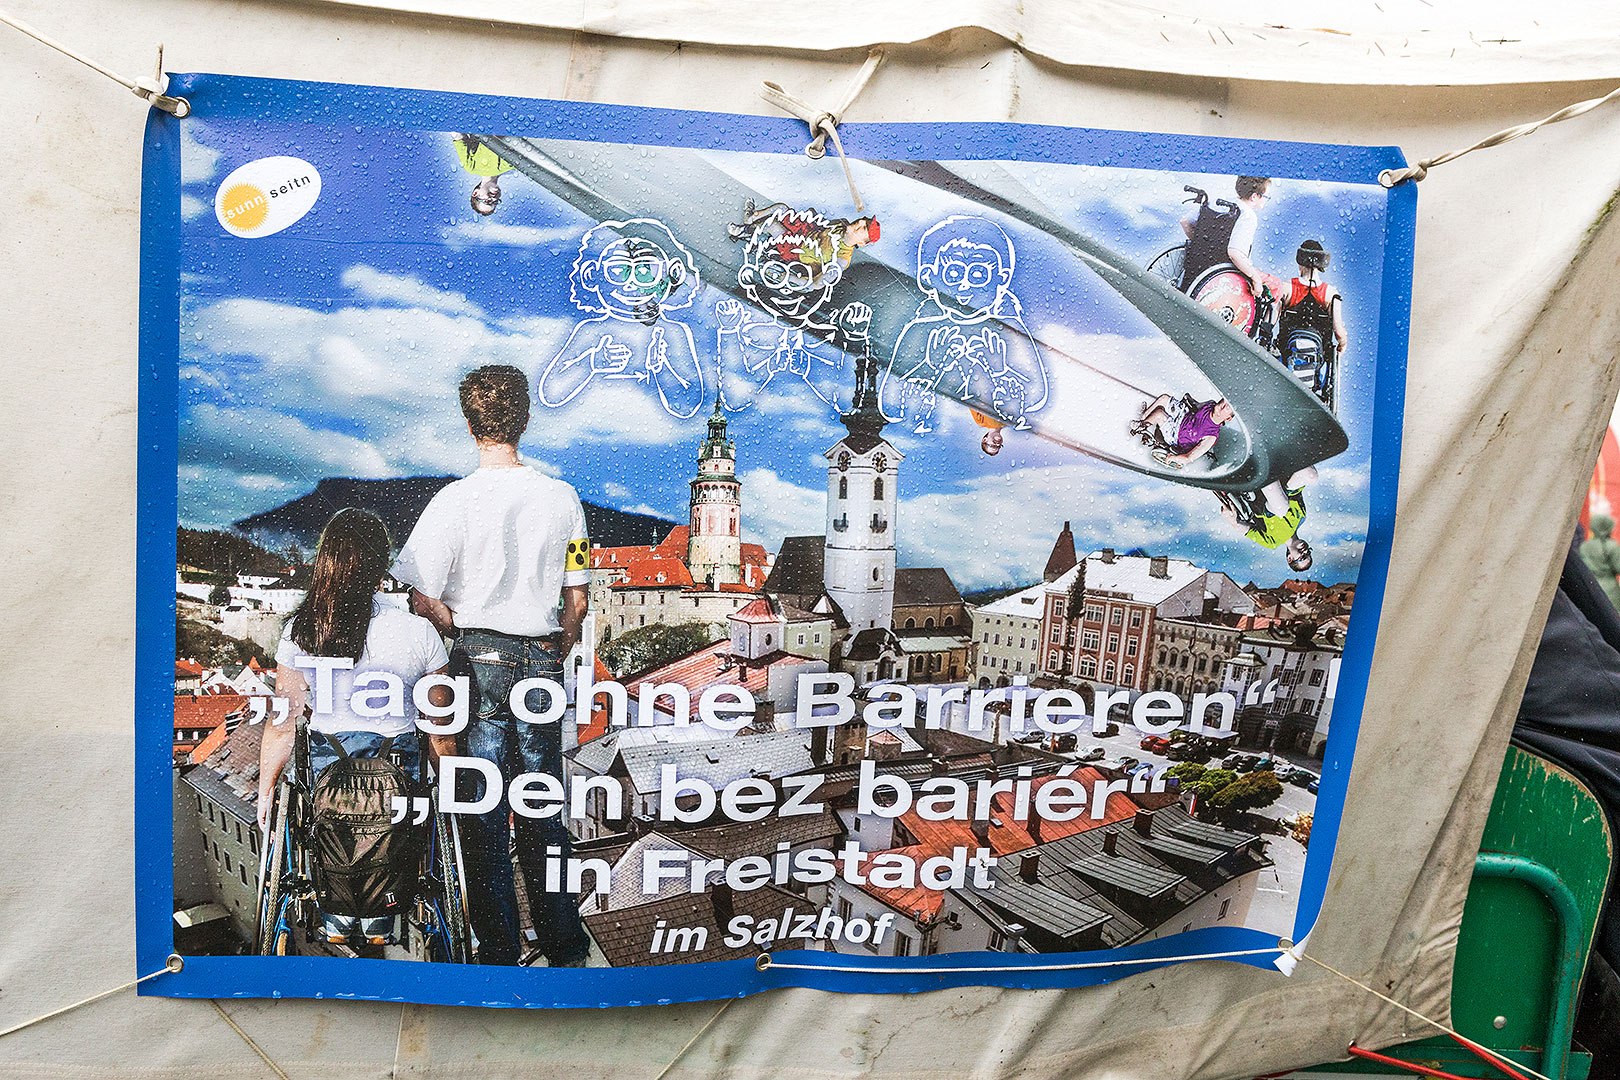 sunn seitn
„Tag ohne Barrieren“
„Den bez bariér“
in Freistadt
im Salzhof